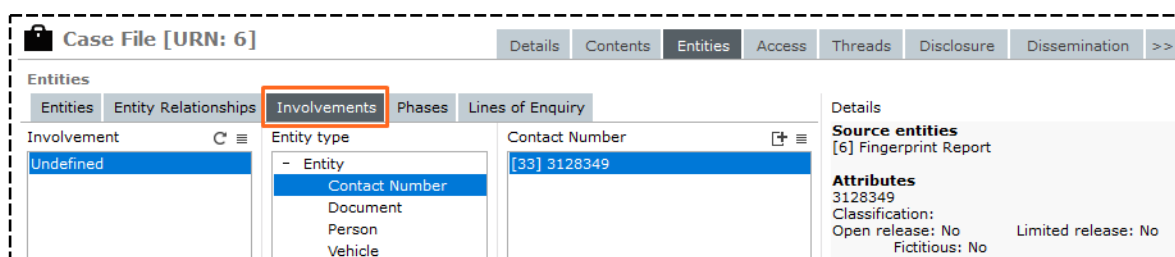 Case File [URN: 6]
Details Contents Entities Access Threads Disclosure Dissemination >>
Entities
Entities Entity Relationships Involvements Phases Lines of Enquiry
Details
Involvement
Undefined
Entity type
- Entity
Contact Number
Document
Person
Vehicle
Contact Number
[33] 3128349
Source entities
[6] Fingerprint Report
Attributes
3128349
Classification:
Open release: No Limited release: No
Fictitious: No